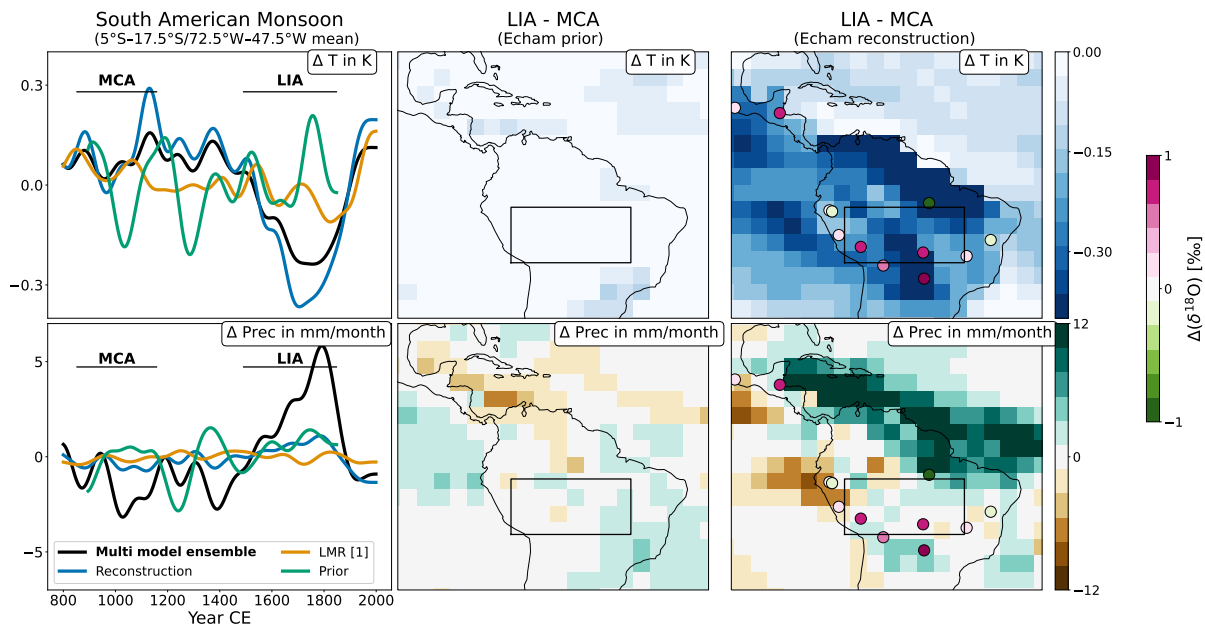 South American Monsoon
(5°S–17.5°S/72.5°W–47.5°W mean)
LIA - MCA
(Echam prior)
LIA - MCA
(Echam reconstruction)
Δ T in K
Δ T in K
Δ T in K
MCA
LIA
0.3
0.0
−0.3
0.00
−0.15
−0.30
Δ Prec in mm/month
Δ Prec in mm/month
Δ Prec in mm/month
MCA
LIA
5
0
−5
Multi model ensemble
Reconstruction
LMR [1]
Prior
800 1000 1200 1400 1600 1800 2000
Year CE
12
0
−12
1
0
−1
Δ(δ¹⁸O) [‰]